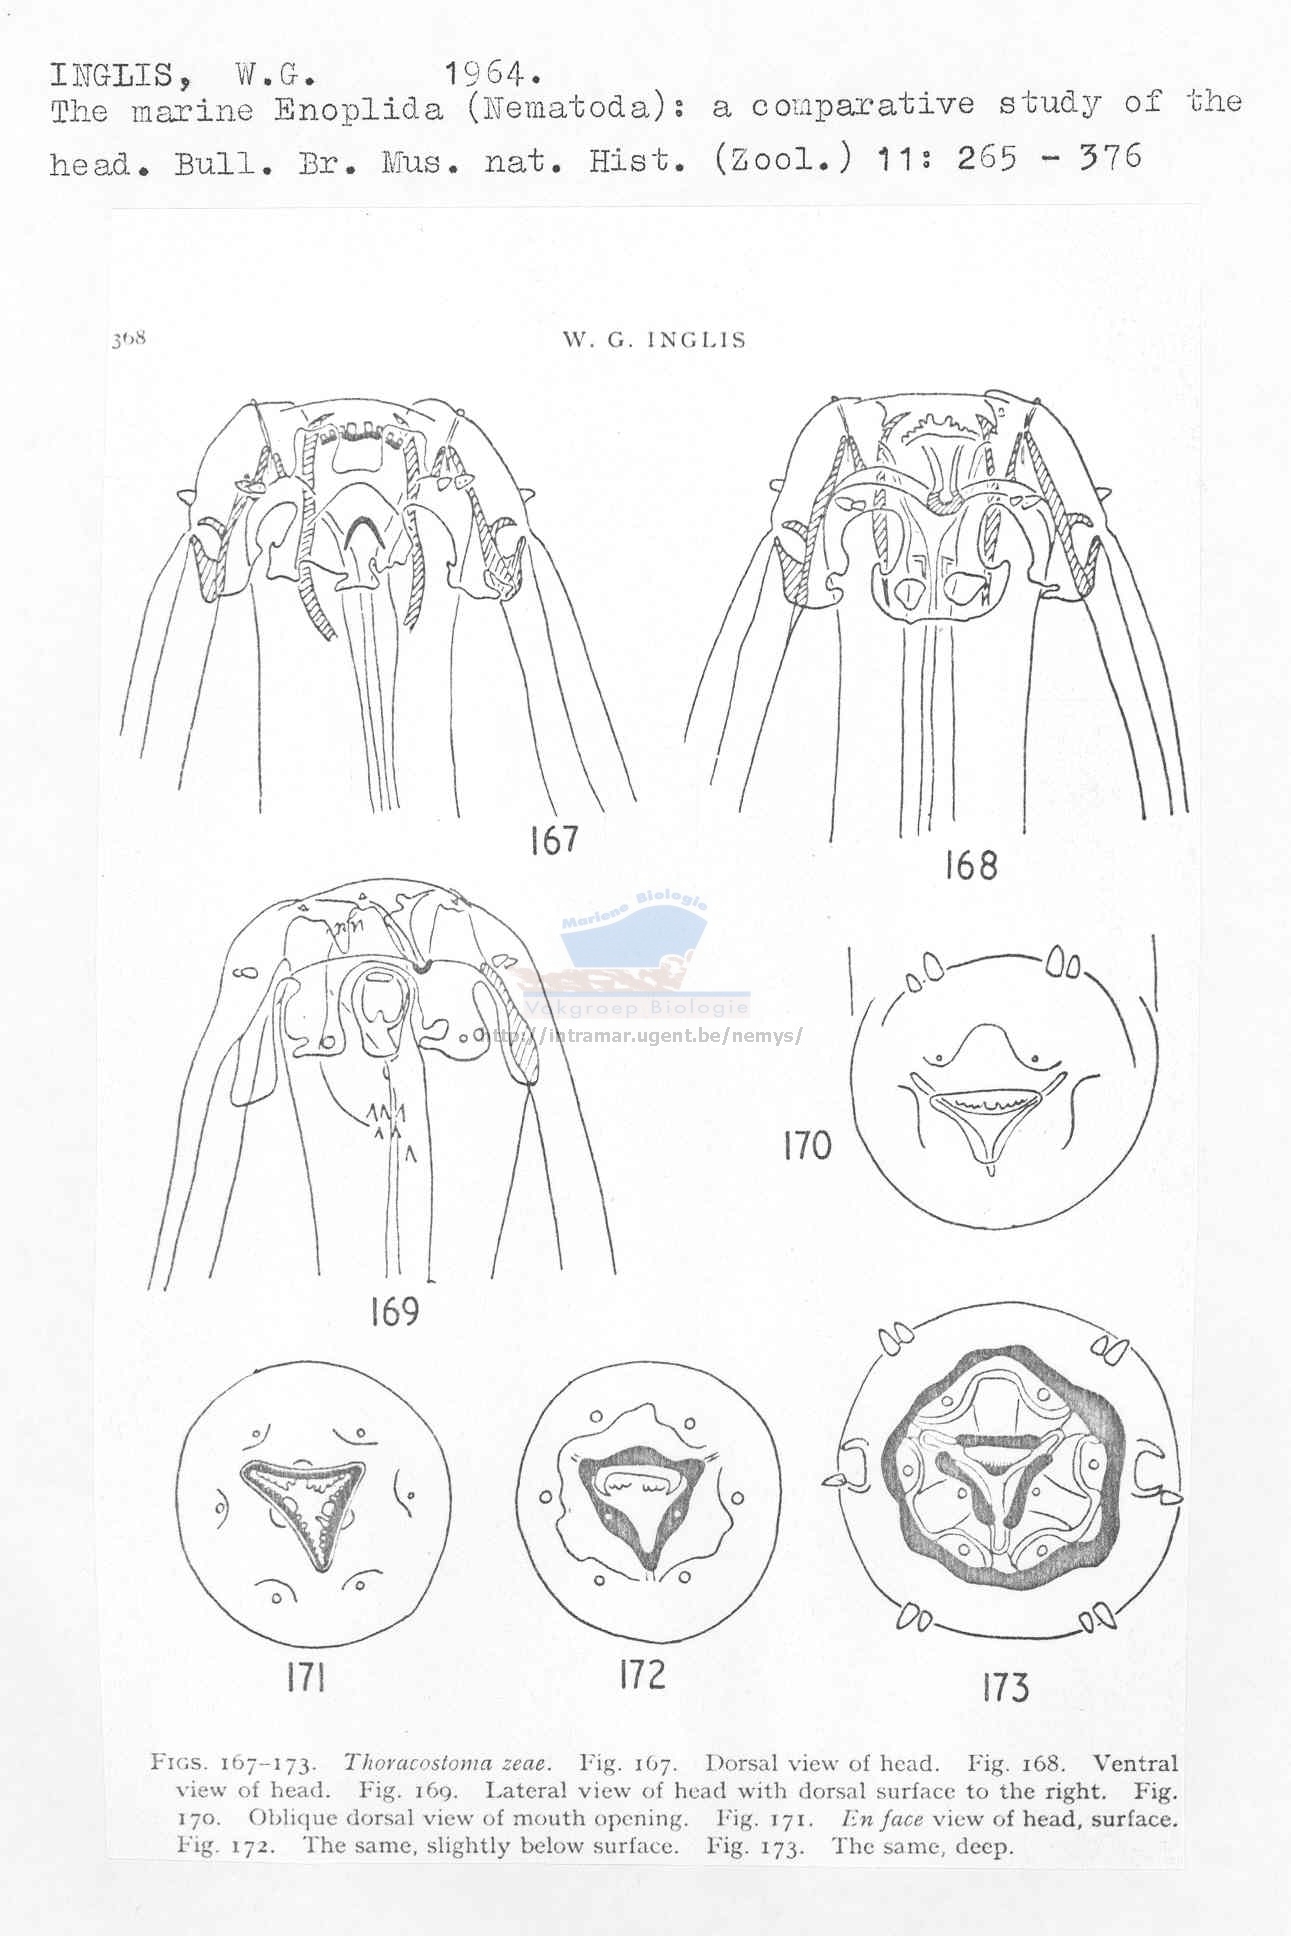 INGLIS, W.G. 1964.
The marine Enoplida (Nematoda): a comparative study of the
head. Bull. Br. Mus. nat. Hist. (Zool.) 11: 265 - 376
368
W. G. INGLIS
167
168
Mariene Biologie
Vakgroep Biologie
http://intramar.ugent.be/nemys/
170
169
171
172
173
FIGS. 167–173. Thoracostoma zeae. Fig. 167. Dorsal view of head. Fig. 168. Ventral
view of head. Fig. 169. Lateral view of head with dorsal surface to the right. Fig.
170. Oblique dorsal view of mouth opening. Fig. 171. En face view of head, surface.
Fig. 172. The same, slightly below surface. Fig. 173. The same, deep.